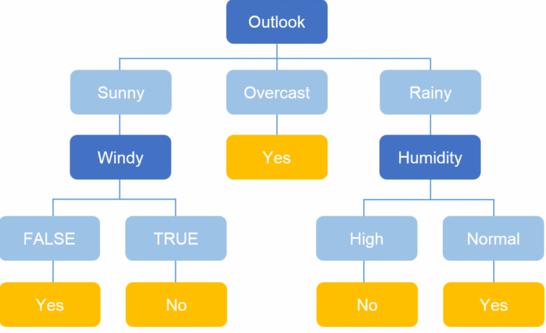 Outlook
Sunny Overcast Rainy
Windy Yes Humidity
FALSE TRUE High Normal
Yes No No Yes